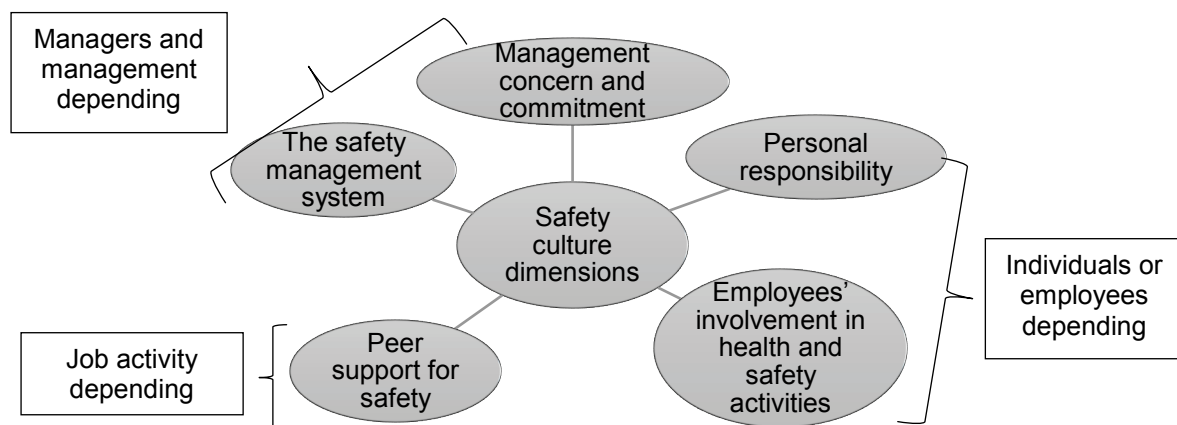 Managers and
management
depending
Management
concern and
commitment
The safety
management
system
Personal
responsibility
Safety
culture
dimensions
Individuals or
employees
depending
Employees’
involvement in
health and
safety
activities
Peer
support for
safety
Job activity
depending